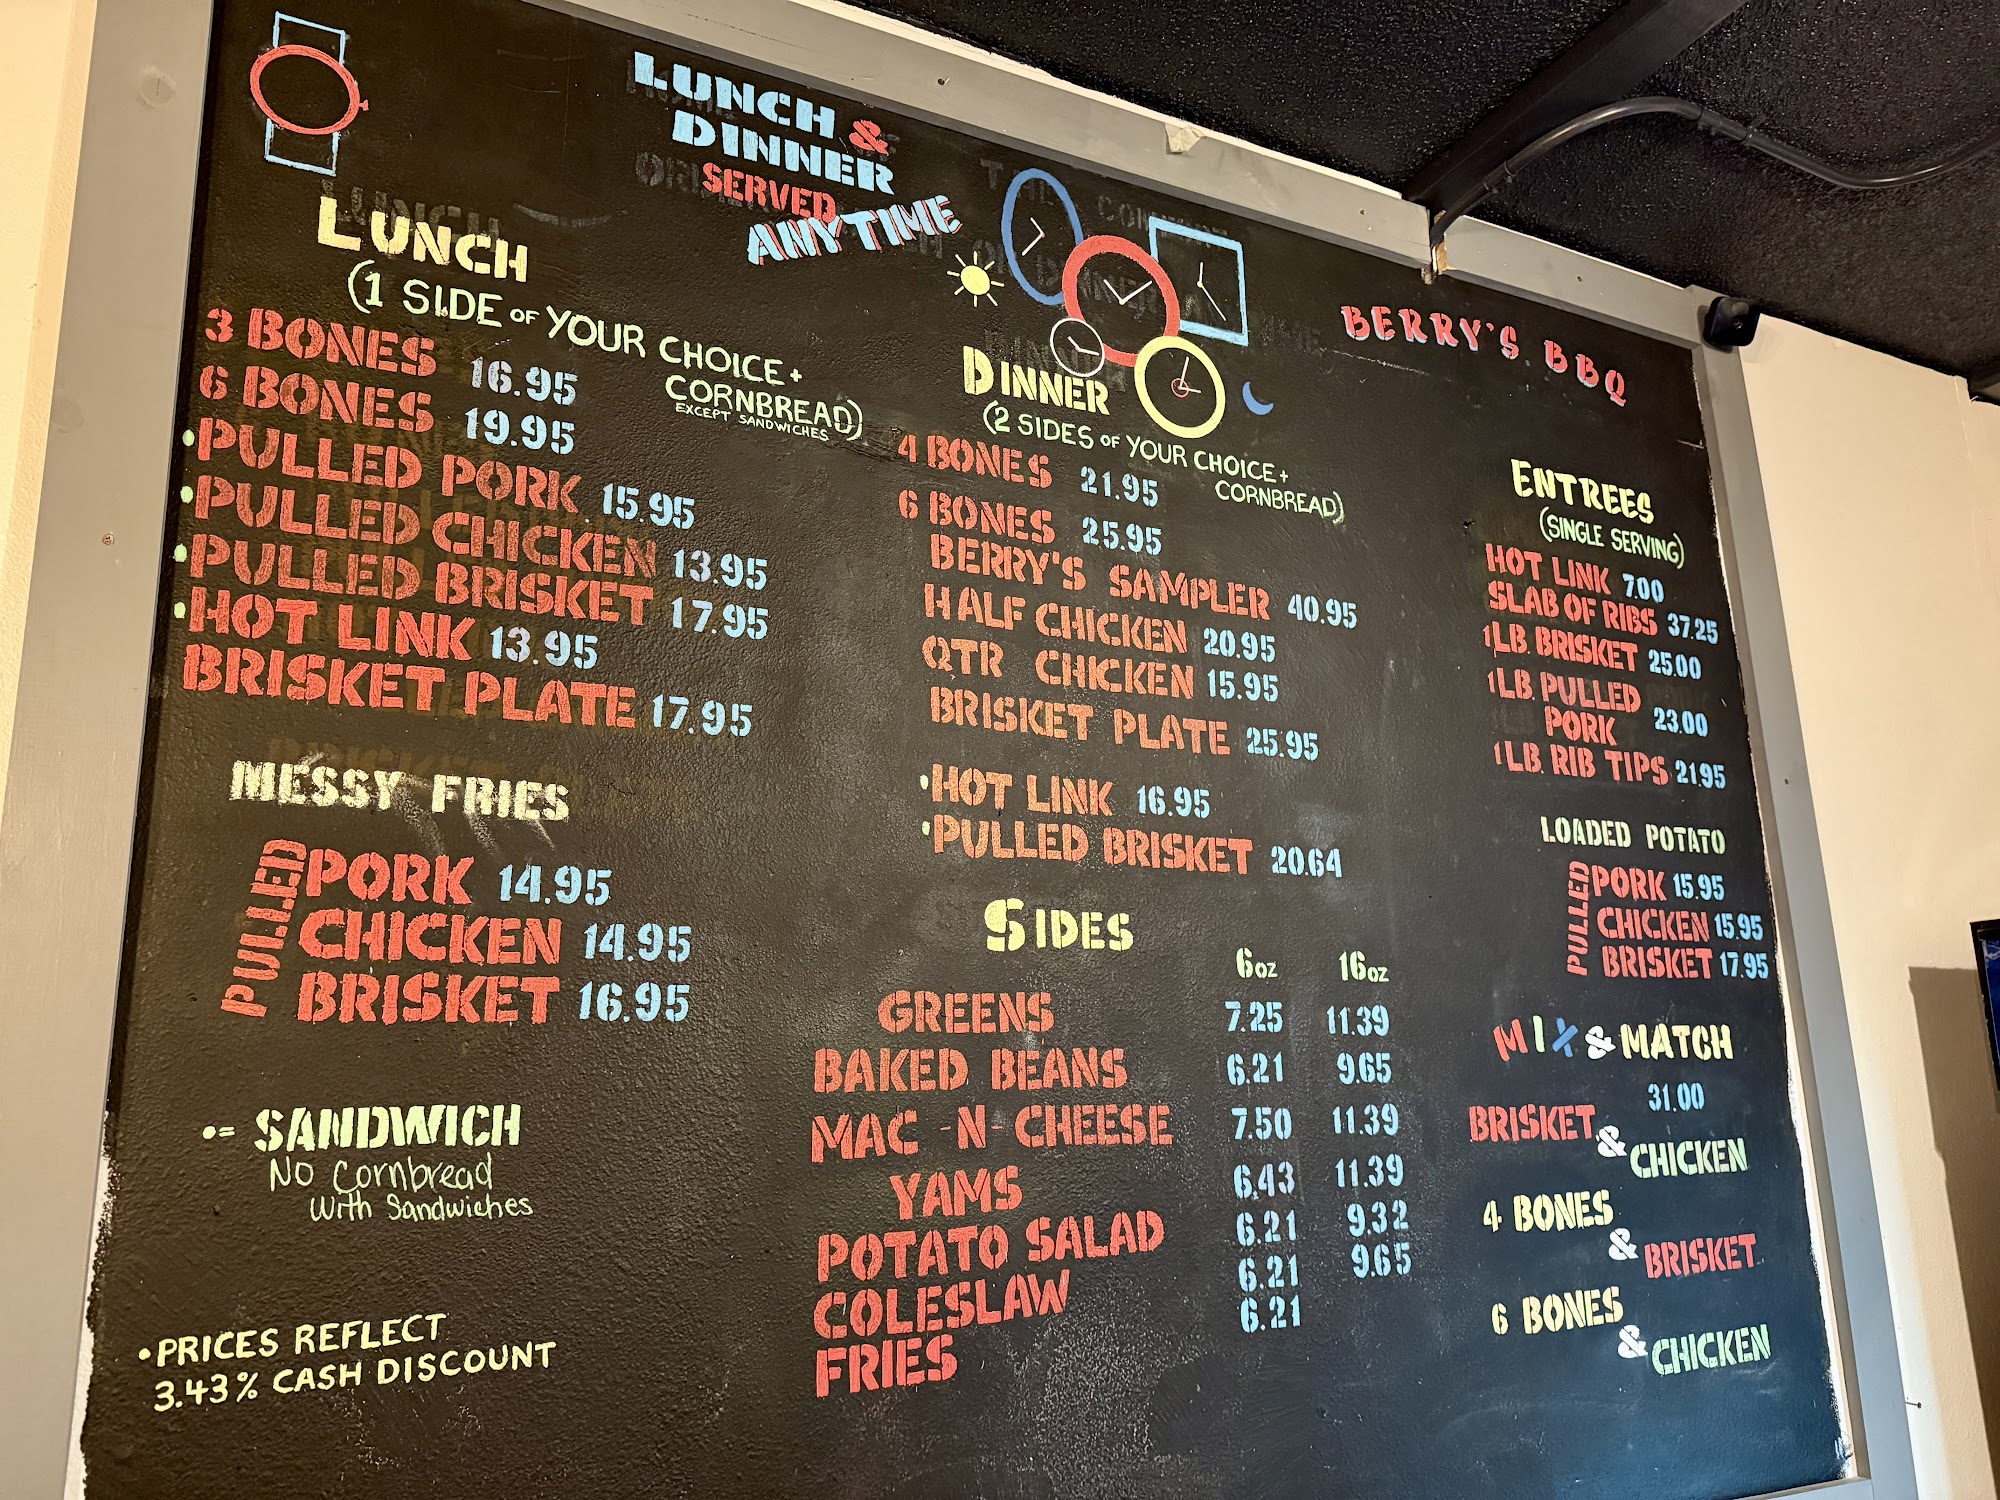 LUNCH &
DINNER
SERVED
ANYTIME
LUNCH
(1 SIDE OF YOUR CHOICE +
CORNBREAD)
EXCEPT SANDWICHES
3 BONES 16.95
6 BONES 19.95
•PULLED PORK 15.95
•PULLED CHICKEN 13.95
•PULLED BRISKET 17.95
•HOT LINK 13.95
BRISKET PLATE 17.95
MESSY FRIES
PULLED
PORK 14.95
CHICKEN 14.95
BRISKET 16.95
•= SANDWICH
No Cornbread
With Sandwiches
•PRICES REFLECT
3.43% CASH DISCOUNT
DINNER
(2 SIDES OF YOUR CHOICE +
CORNBREAD)
4 BONES 21.95
6 BONES 25.95
BERRY'S SAMPLER 40.95
HALF CHICKEN 20.95
QTR CHICKEN 15.95
BRISKET PLATE 25.95
•HOT LINK 16.95
•PULLED BRISKET 20.64
SIDES
6oz 16oz
GREENS 7.25 11.39
BAKED BEANS 6.21 9.65
MAC -N- CHEESE 7.50 11.39
YAMS 6.43 11.39
POTATO SALAD 6.21 9.32
COLESLAW 6.21 9.65
FRIES 6.21
BERRY'S BBQ
ENTREES
(SINGLE SERVING)
HOT LINK 7.00
SLAB OF RIBS 37.25
1LB. BRISKET 25.00
1LB. PULLED
PORK 23.00
1LB. RIB TIPS 21.95
LOADED POTATO
PULLED
PORK 15.95
CHICKEN 15.95
BRISKET 17.95
MIX & MATCH
31.00
BRISKET &
CHICKEN
4 BONES
& BRISKET
6 BONES
& CHICKEN